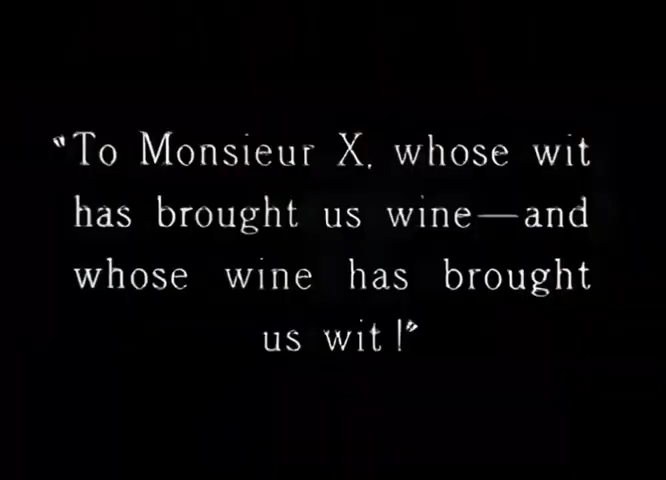 "To Monsieur X, whose wit
has brought us wine—and
whose wine has brought
us wit!"